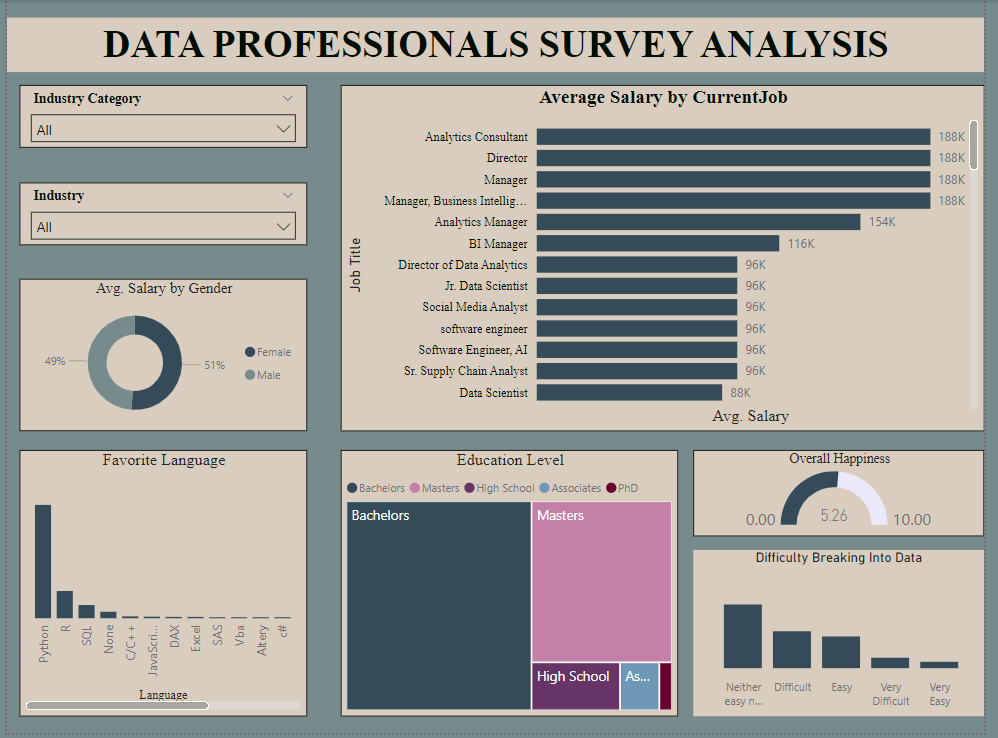 DATA PROFESSIONALS SURVEY ANALYSIS
Industry Category
All
Industry
All
Avg. Salary by Gender
49%
51%
Female
Male
Average Salary by CurrentJob
Job Title
Analytics Consultant 188K
Director 188K
Manager 188K
Manager, Business Intellig... 188K
Analytics Manager 154K
BI Manager 116K
Director of Data Analytics 96K
Jr. Data Scientist 96K
Social Media Analyst 96K
software engineer 96K
Software Engineer, AI 96K
Sr. Supply Chain Analyst 96K
Data Scientist 88K
Avg. Salary
Favorite Language
Python
R
SQL
None
C/C++
JavaScri...
DAX
Excel
SAS
Vba
Altery
c#
Language
Education Level
Bachelors Masters High School Associates PhD
Bachelors
Masters
High School
As...
Overall Happiness
0.00 5.26 10.00
Difficulty Breaking Into Data
Neither easy n...
Difficult
Easy
Very Difficult
Very Easy